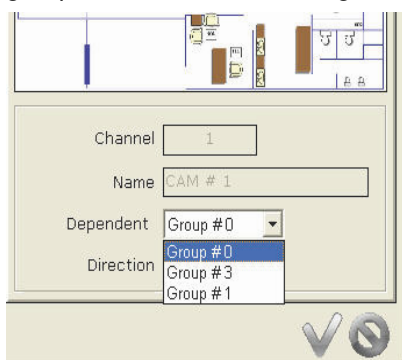 Channel 1
Name CAM # 1
Dependent Group #0
Group #0
Direction
Group #3
Group #1